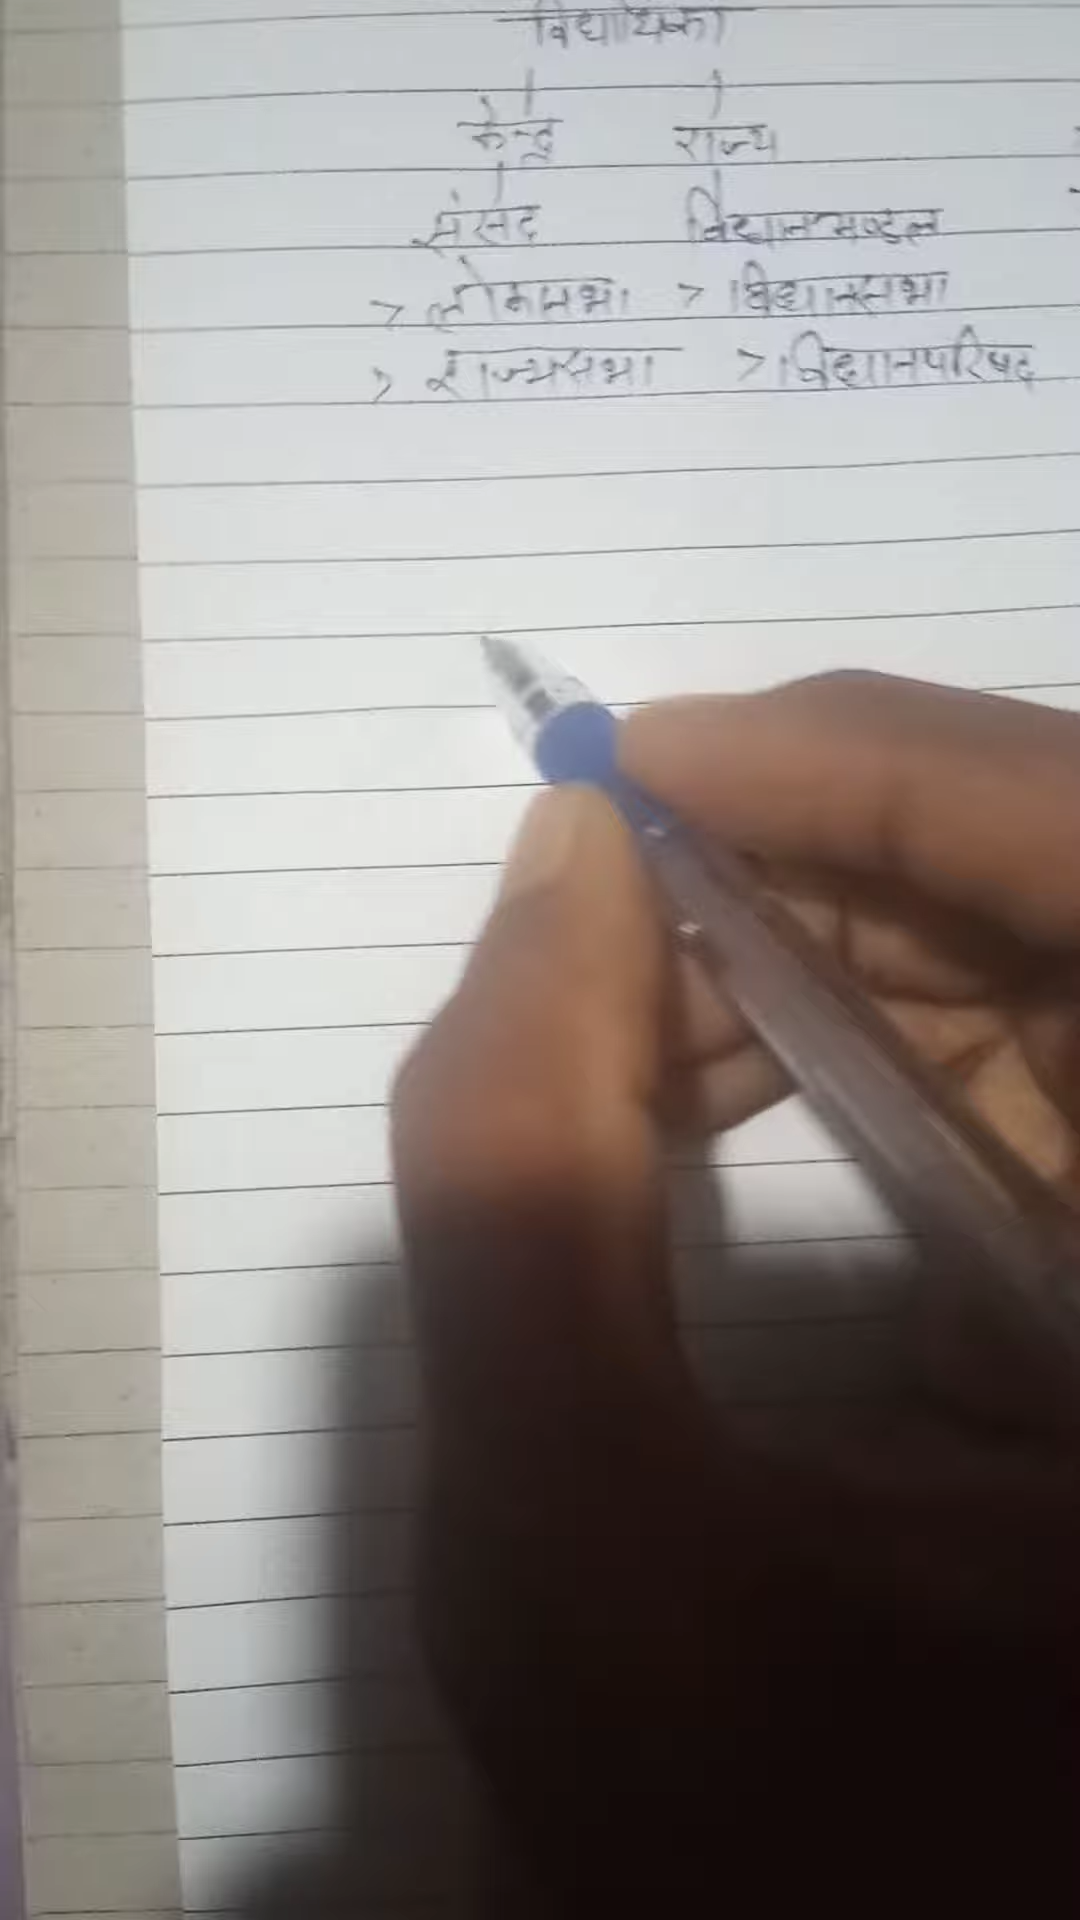 विधायिका
केन्द्र राज्य
संसद विधानमण्डल
> लोकसभा > विधानसभा
> राज्यसभा > विधानपरिषद